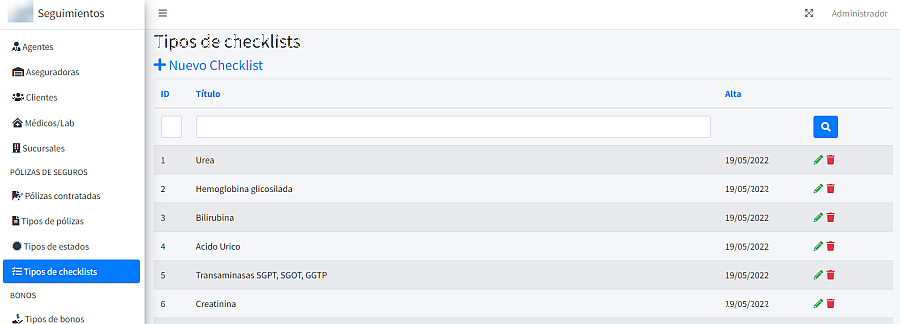 Seguimientos
Administrador
Agentes
Aseguradoras
Clientes
Médicos/Lab
Sucursales
PÓLIZAS DE SEGUROS
Pólizas contratadas
Tipos de pólizas
Tipos de estados
Tipos de checklists
BONOS
Tipos de bonos
Tipos de checklists
Nuevo Checklist
ID Título Alta
1 Urea 19/05/2022
2 Hemoglobina glicosilada 19/05/2022
3 Bilirubina 19/05/2022
4 Acido Urico 19/05/2022
5 Transaminasas SGPT, SGOT, GGTP 19/05/2022
6 Creatinina 19/05/2022